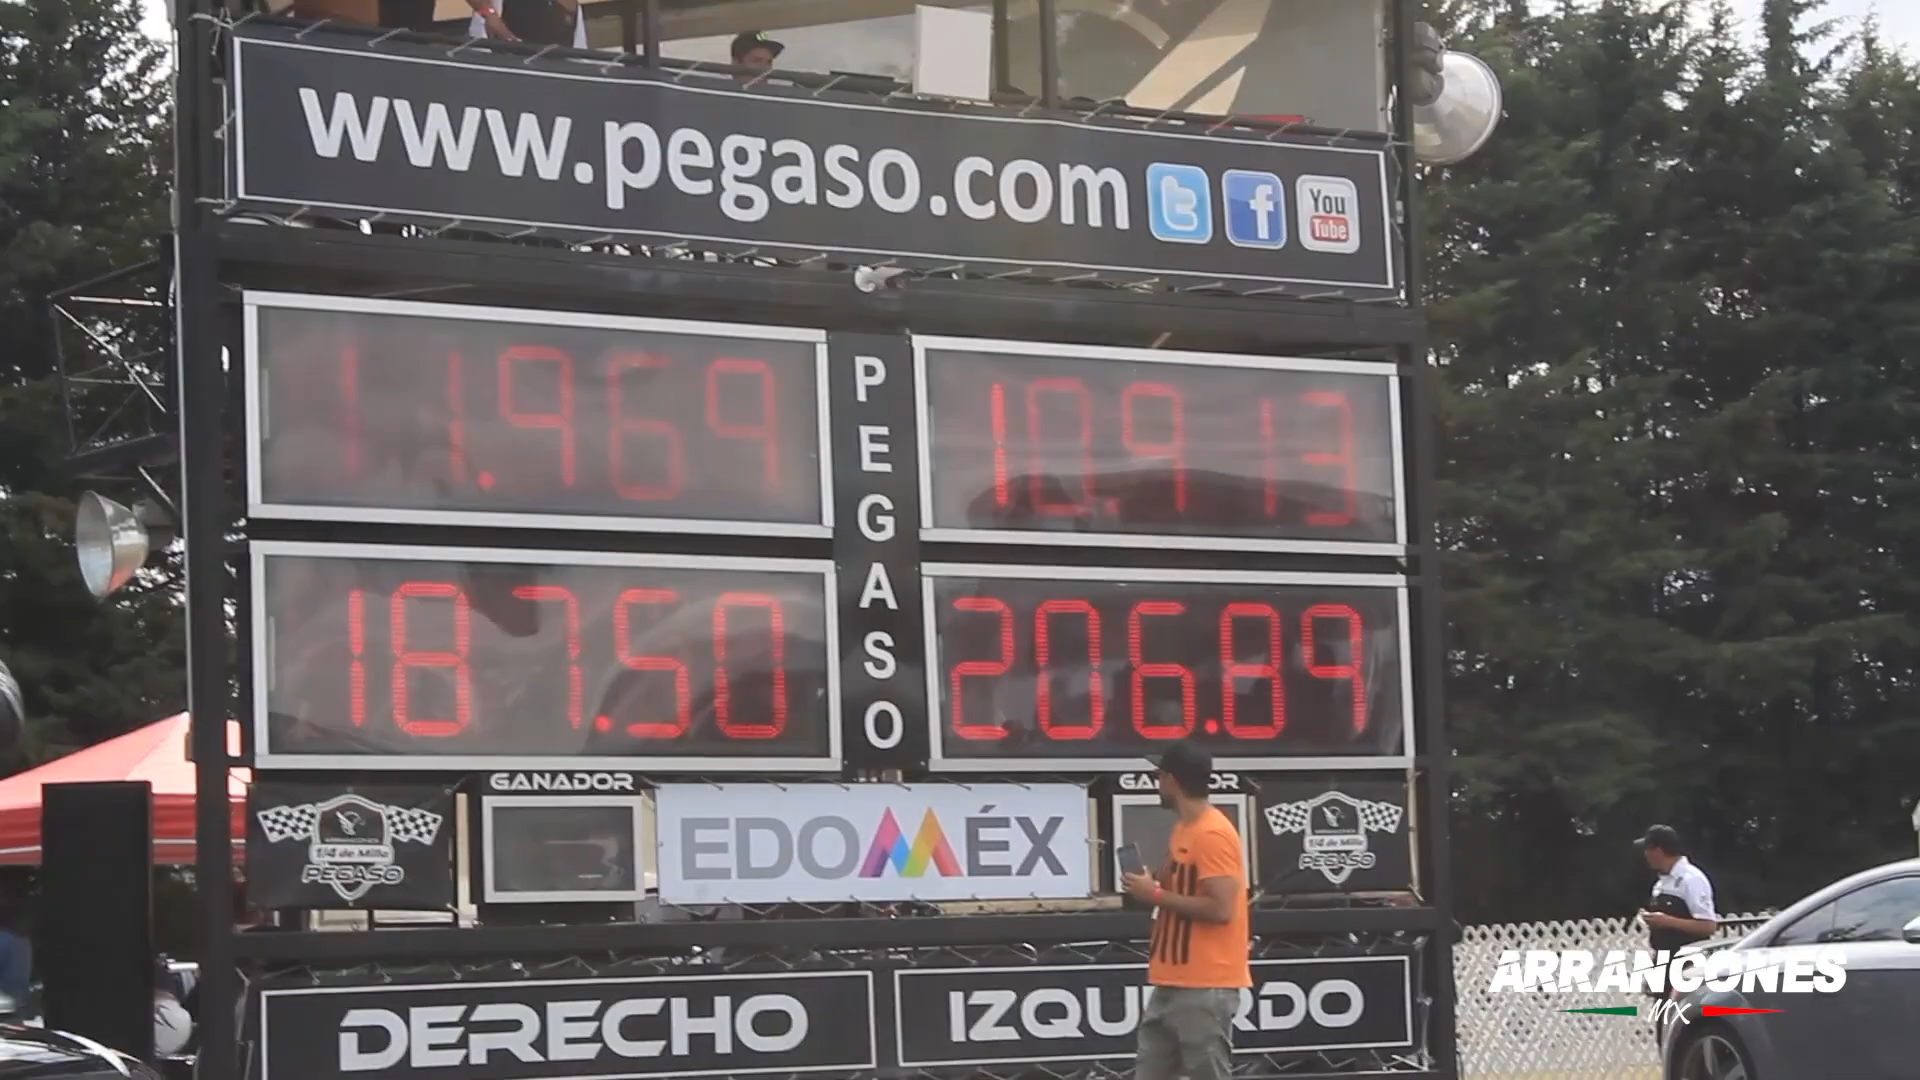 www.pegaso.com
You
Tube
11.969
10.913
PEGASO
187.50
206.89
GANADOR
GANADOR
1/4 de Milla
PEGASO
EDOMÉX
1/4 de Milla
PEGASO
DERECHO
IZQUIERDO
ARRANCONES
MX